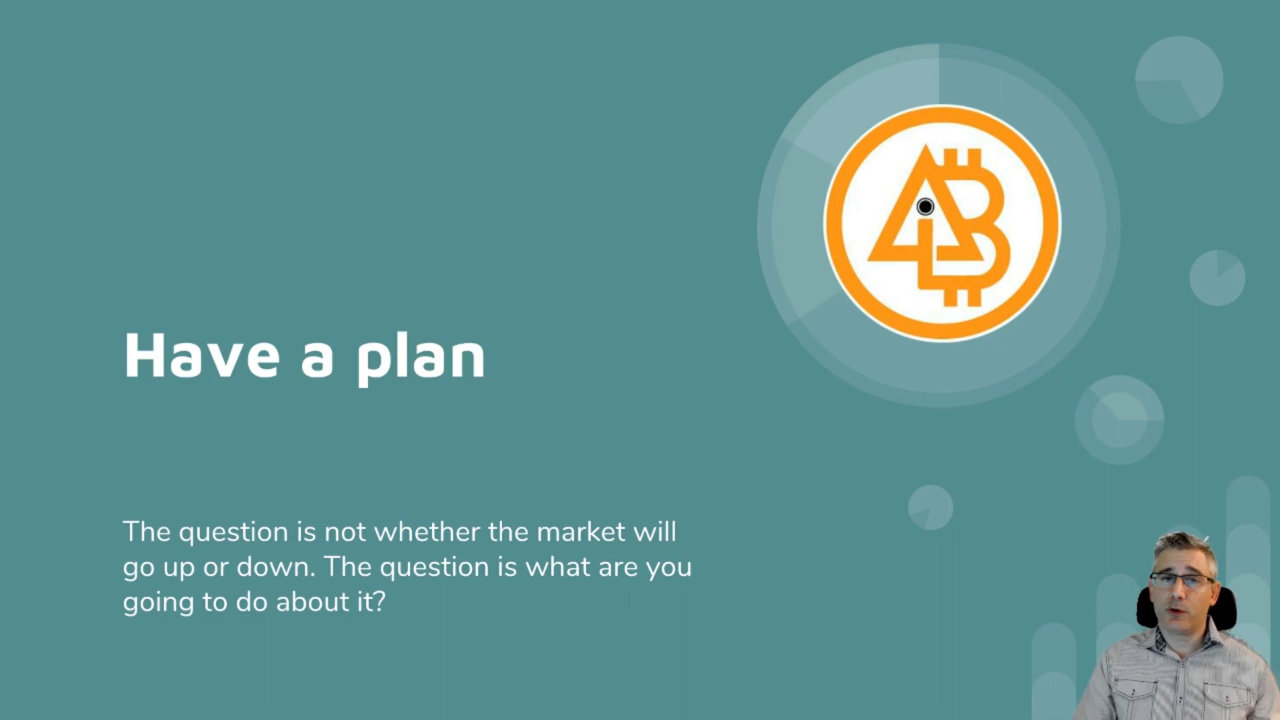 Have a plan
The question is not whether the market will
go up or down. The question is what are you
going to do about it?